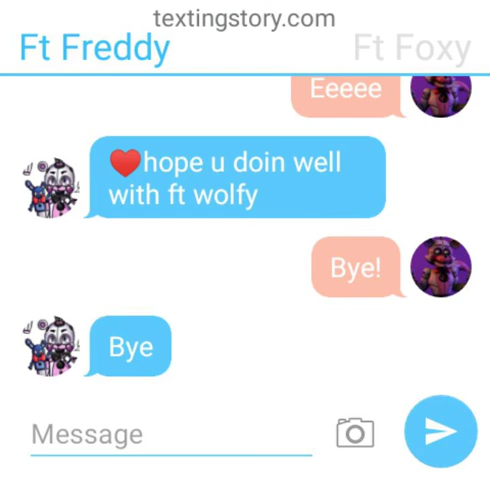 textingstory.com
Ft Freddy
Ft Foxy
Eeeee
❤️hope u doin well
with ft wolfy
Bye!
Bye
Message